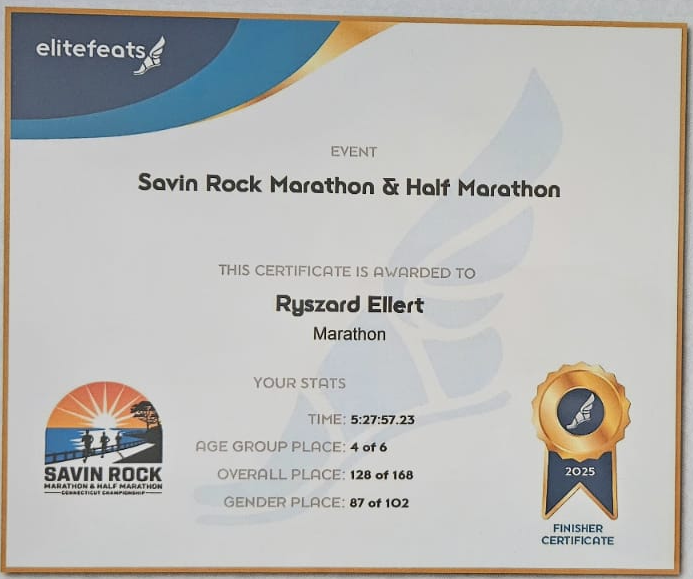 elitefeats
EVENT
Savin Rock Marathon & Half Marathon
THIS CERTIFICATE IS AWARDED TO
Ryszard Ellert
Marathon
YOUR STATS
TIME: 5:27:57.23
AGE GROUP PLACE: 4 of 6
OVERALL PLACE: 128 of 168
GENDER PLACE: 87 of 102
SAVIN ROCK
MARATHON & HALF MARATHON
CONNECTICUT CHAMPIONSHIP
2025
FINISHER
CERTIFICATE